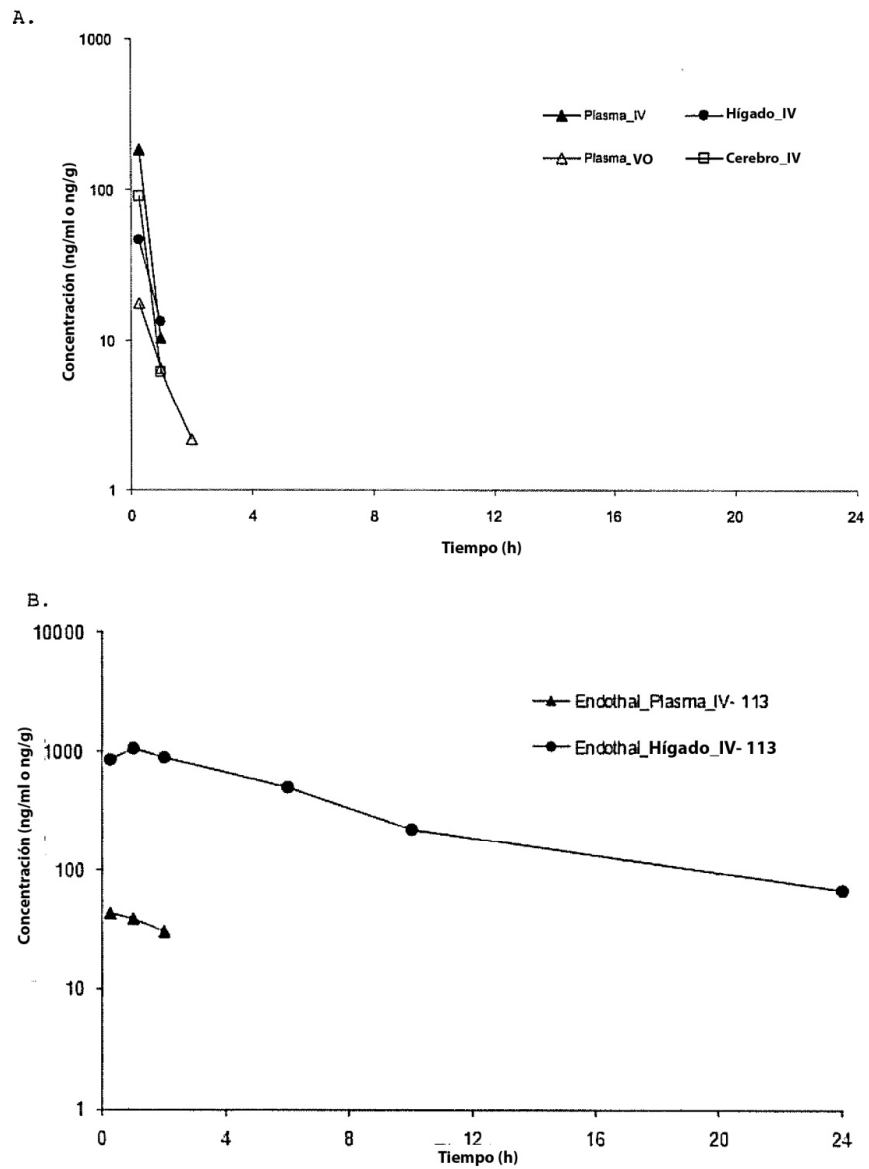 A.
1000
100
10
1
Concentración (ng/ml o ng/g)
Plasma_IV
Hígado_IV
Plasma_VO
Cerebro_IV
0 4 8 12 16 20 24
Tiempo (h)
B.
10000
1000
100
10
1
Concentración (ng/ml o ng/g)
Endothal_Plasma_IV- 113
Endothal_Hígado_IV- 113
0 4 8 12 16 20 24
Tiempo (h)